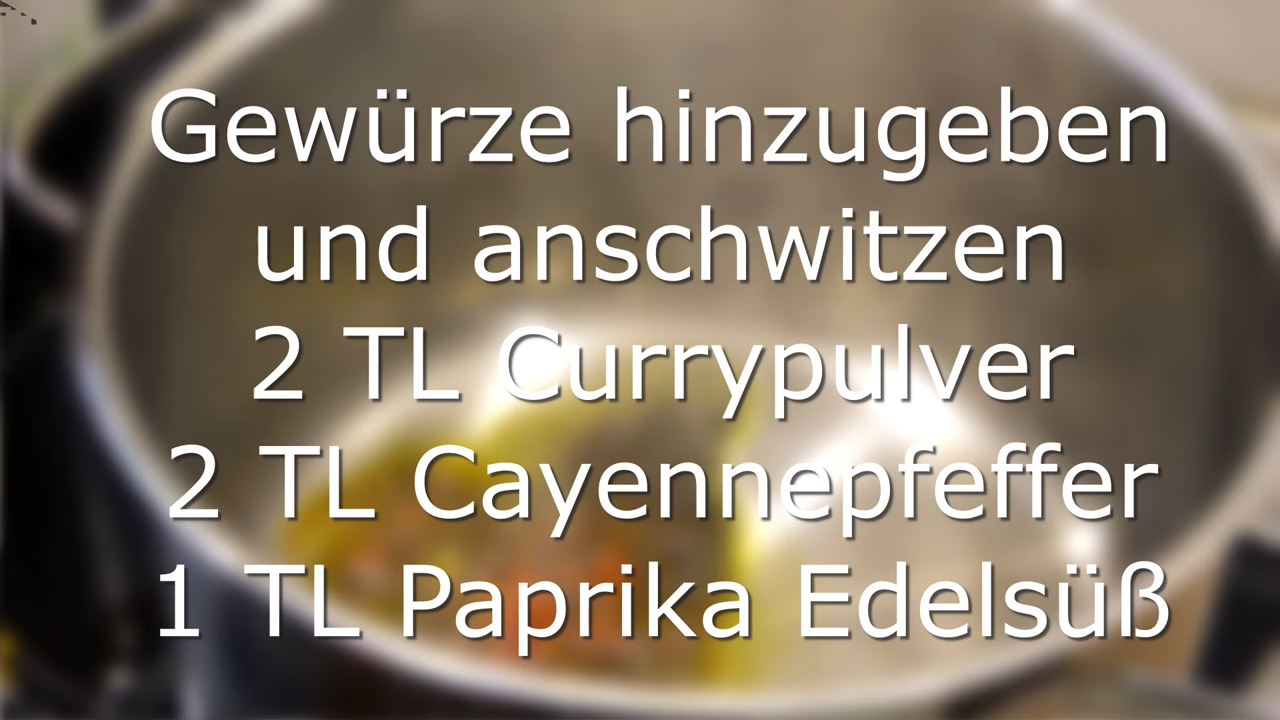 Gewürze hinzugeben
und anschwitzen
2 TL Currypulver
2 TL Cayennepfeffer
1 TL Paprika Edelsüß